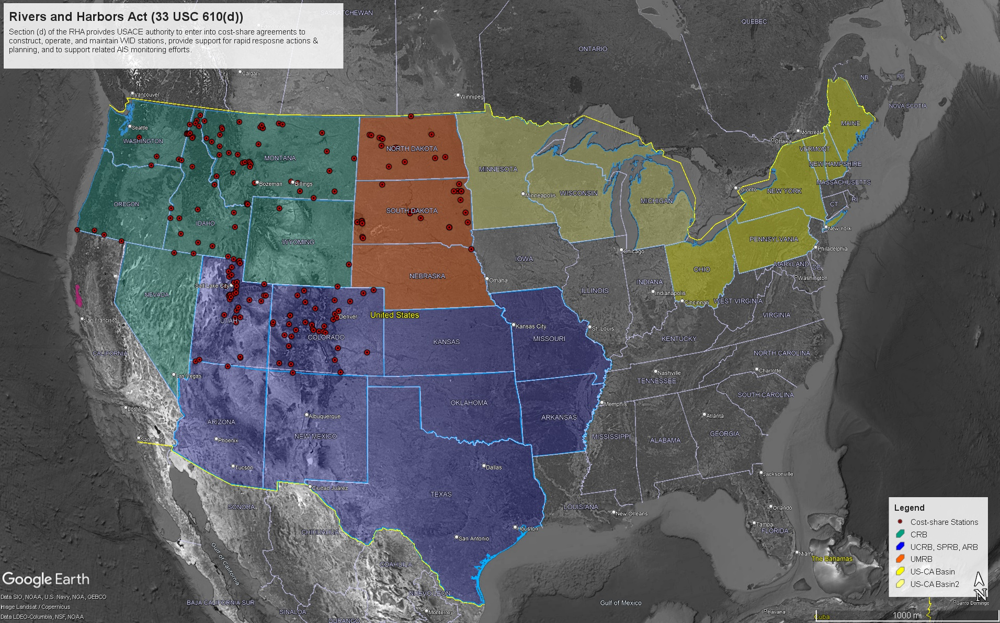 Rivers and Harbors Act (33 USC 610(d))
Section (d) of the RHA proivdes USACE authority to enter into cost-share agreements to
construct, operate, and maintain WID stations, provide support for rapid resposne actions &
planning, and to support related AIS monitoring efforts.
SASKATCHEWAN
Edmonton
QUEBEC
ONTARIO
Calgary
Vancouver
Winnipeg
NB
PE
NOVA SCOTIA
MAINE
Seattle
WASHINGTON
Montreal
Ottawa
VERMONT
NORTH DAKOTA
MONTANA
NEW HAMPSHIRE
MINNESOTA
MASSACHUSETTS
Bozeman
Billings
Toronto
NEW YORK
WISCONSIN
Minneapolis
MICHIGAN
RI
CT
OREGON
SOUTH DAKOTA
IDAHO
New York
WYOMING
PENNSYLVANIA
Philadelphia
Chicago
IOWA
MARYLAND
DE
OHIO
NEBRASKA
Washington
Omaha
INDIANA
Salt Lake City
ILLINOIS
Indianapolis
NEVADA
Cincinnati
WEST VIRGINIA
United States
Denver
VIRGINIA
San Francisco
UTAH
Kansas City
St. Louis
COLORADO
KANSAS
MISSOURI
KENTUCKY
CALIFORNIA
NORTH CAROLINA
Las Vegas
Nashville
Charlotte
TENNESSEE
SOUTH CAROLINA
OKLAHOMA
Memphis
Los Angeles
Albuquerque
ARKANSAS
Atlanta
ARIZONA
NEW MEXICO
MISSISSIPPI
GEORGIA
San Diego
Phoenix
ALABAMA
Tucson
Dallas
Jacksonville
Ciudad Juárez
TEXAS
SONORA
LOUISIANA
Orlando
New Orleans
Tampa
Houston
FLORIDA
CHIHUAHUA
San Antonio
Gulf of California
Miami
The Bahamas
COAHUILA
NUEVO LEON
BAJA CALIFORNIA SUR
Gulf of Mexico
SINALOA
Monterrey
DURANGO
Havana
Cuba
Santo Domingo
Legend
Cost-share Stations
CRB
UCRB, SPRB, ARB
UMRB
US-CA Basin
US-CA Basin2
N
1000 mi
Google Earth
Data SIO, NOAA, U.S. Navy, NGA, GEBCO
Image Landsat / Copernicus
Data LDEO-Columbia, NSF, NOAA